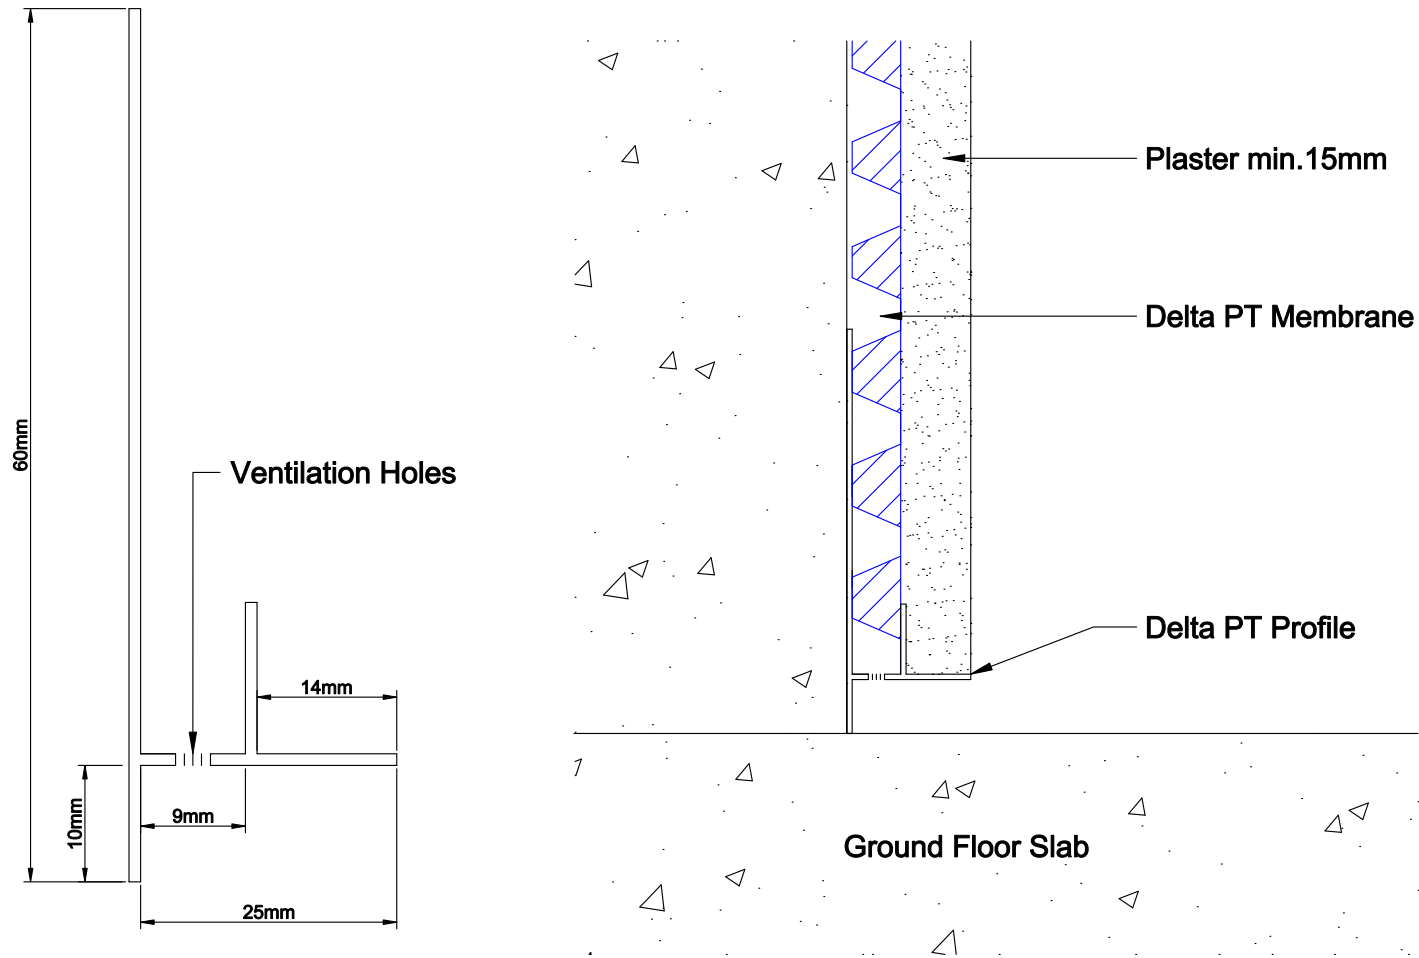 60mm
Ventilation Holes
14mm
10mm
9mm
25mm
Plaster min.15mm
Delta PT Membrane
Delta PT Profile
Ground Floor Slab